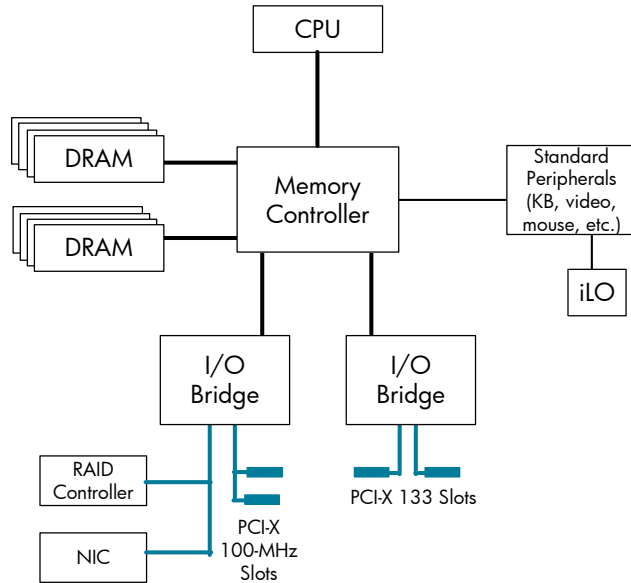 CPU
DRAM
DRAM
Memory
Controller
Standard
Peripherals
(KB, video,
mouse, etc.)
iLO
I/O
Bridge
I/O
Bridge
RAID
Controller
NIC
PCI-X
100-MHz
Slots
PCI-X 133 Slots